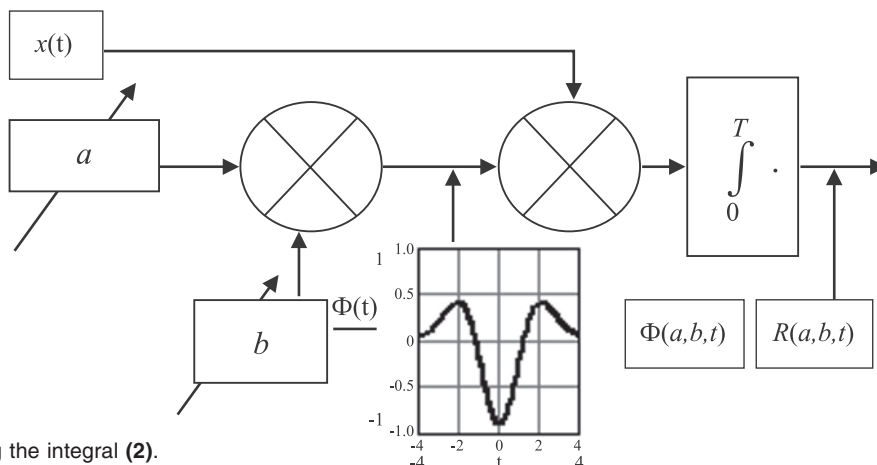 x(t)
a
T
∫ .
0
b
Φ(t)
1 1.0
0.5
0
-0.5
-1 -1.0
-4 -2 0 2 4
-4 t 4
Φ(a,b,t)
R(a,b,t)
the integral (2).